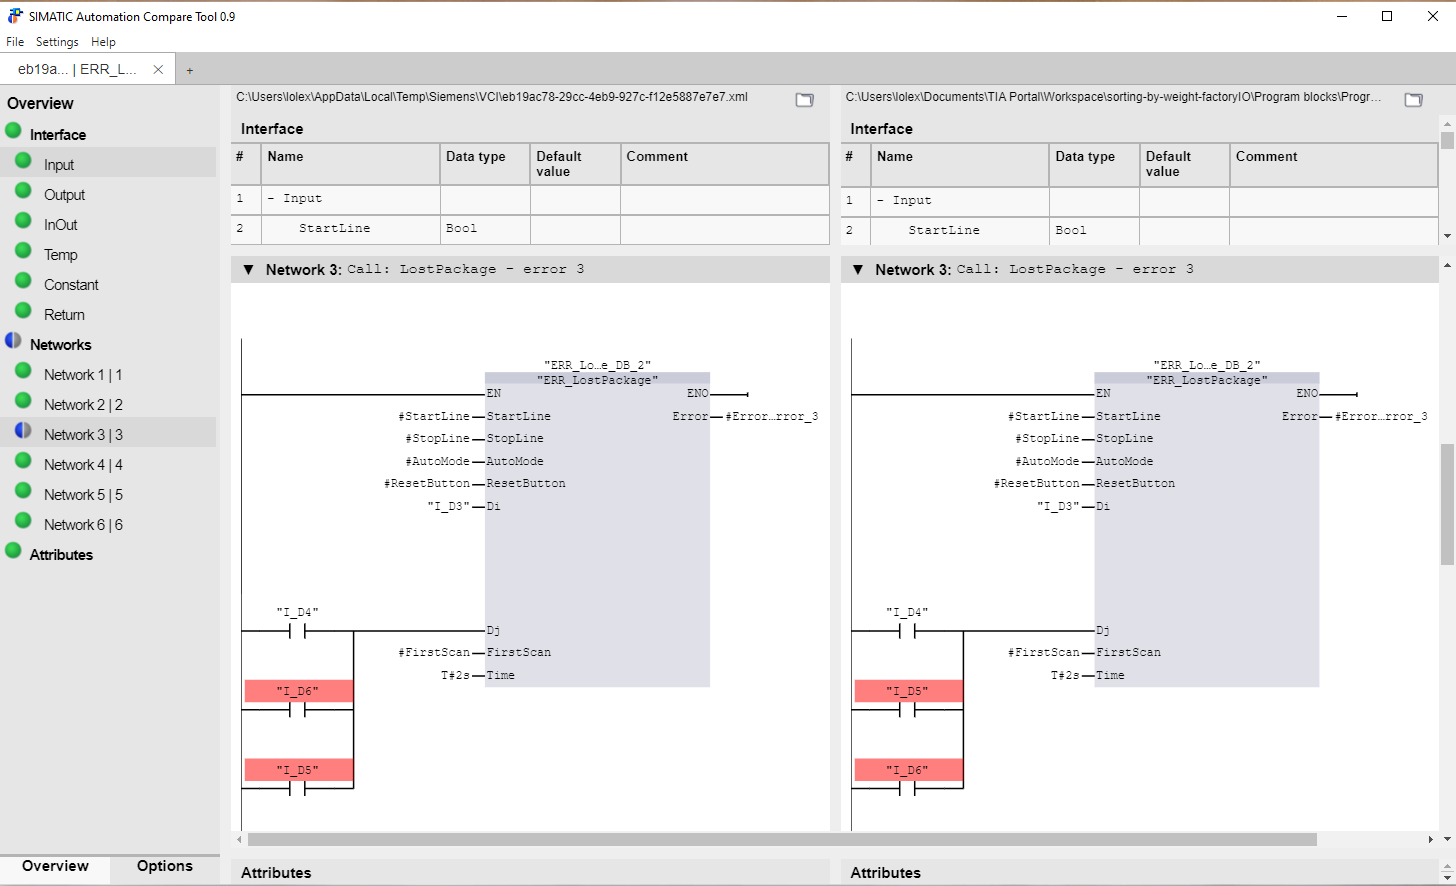 SIMATIC Automation Compare Tool 0.9
File Settings Help
eb19a... | ERR_L... +
Overview
Interface
Input
Output
InOut
Temp
Constant
Return
Networks
Network 1 | 1
Network 2 | 2
Network 3 | 3
Network 4 | 4
Network 5 | 5
Network 6 | 6
Attributes
Overview Options
C:\Users\lolex\AppData\Local\Temp\Siemens\VCI\eb19ac78-29cc-4eb9-927c-f12e5887e7e7.xml
Interface
# Name Data type Default value Comment
1 - Input
2 StartLine Bool
Network 3: Call: LostPackage - error 3
"ERR_Lo…e_DB_2"
"ERR_LostPackage"
EN ENO
#StartLine StartLine Error #Error…rror_3
#StopLine StopLine
#AutoMode AutoMode
#ResetButton ResetButton
"I_D3" Di
"I_D4"
Dj
#FirstScan FirstScan
T#2s Time
"I_D6"
"I_D5"
Attributes
C:\Users\lolex\Documents\TIA Portal\Workspace\sorting-by-weight-factoryIO\Program blocks\Progr...
Interface
# Name Data type Default value Comment
1 - Input
2 StartLine Bool
Network 3: Call: LostPackage - error 3
"ERR_Lo…e_DB_2"
"ERR_LostPackage"
EN ENO
#StartLine StartLine Error #Error…rror_3
#StopLine StopLine
#AutoMode AutoMode
#ResetButton ResetButton
"I_D3" Di
"I_D4"
Dj
#FirstScan FirstScan
T#2s Time
"I_D5"
"I_D6"
Attributes